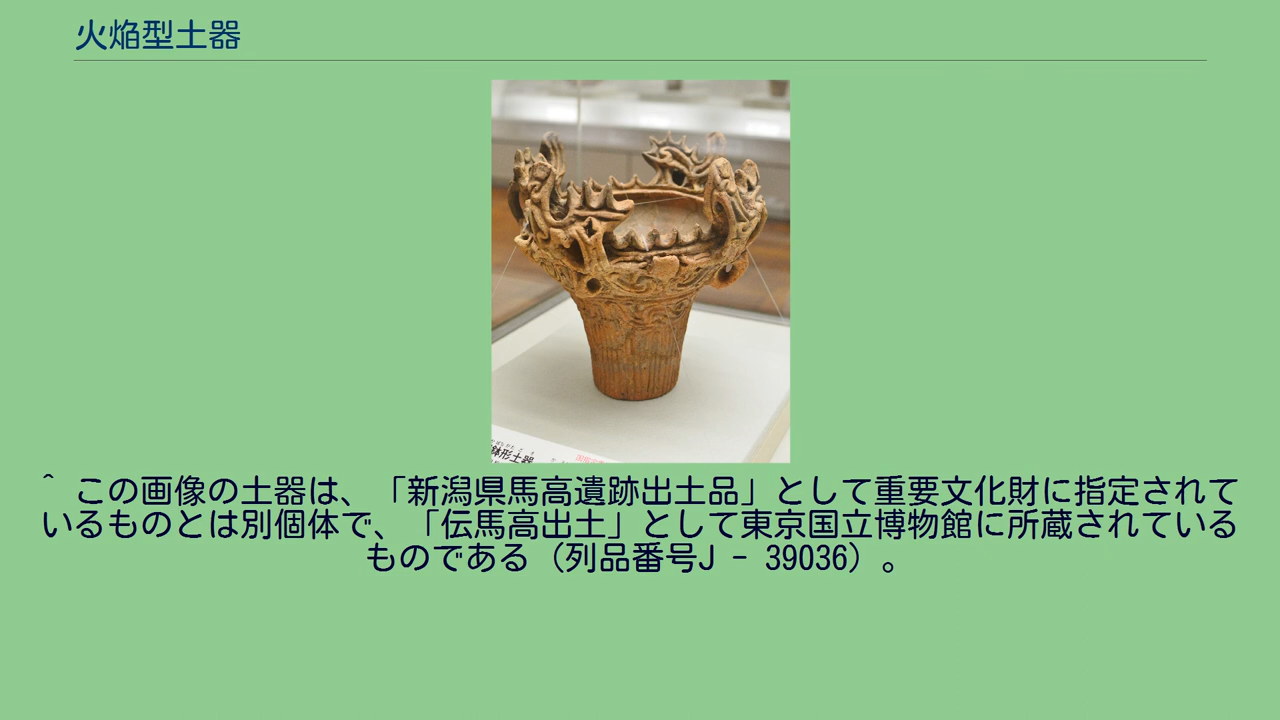 火焔型土器
鉢形土器
^ この画像の土器は、「新潟県馬高遺跡出土品」として重要文化財に指定されて
いるものとは別個体で、「伝馬高出土」として東京国立博物館に所蔵されている
ものである（列品番号J - 39036）。